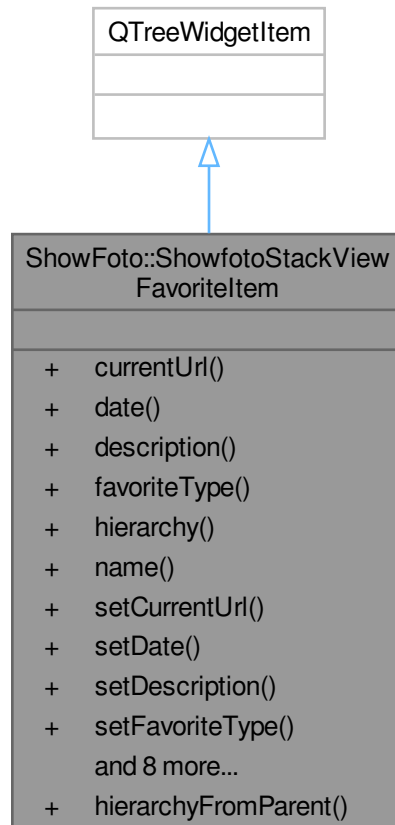 QTreeWidgetItem
ShowFoto::ShowfotoStackView
FavoriteItem
+ currentUrl()
+ date()
+ description()
+ favoriteType()
+ hierarchy()
+ name()
+ setCurrentUrl()
+ setDate()
+ setDescription()
+ setFavoriteType()
and 8 more...
+ hierarchyFromParent()